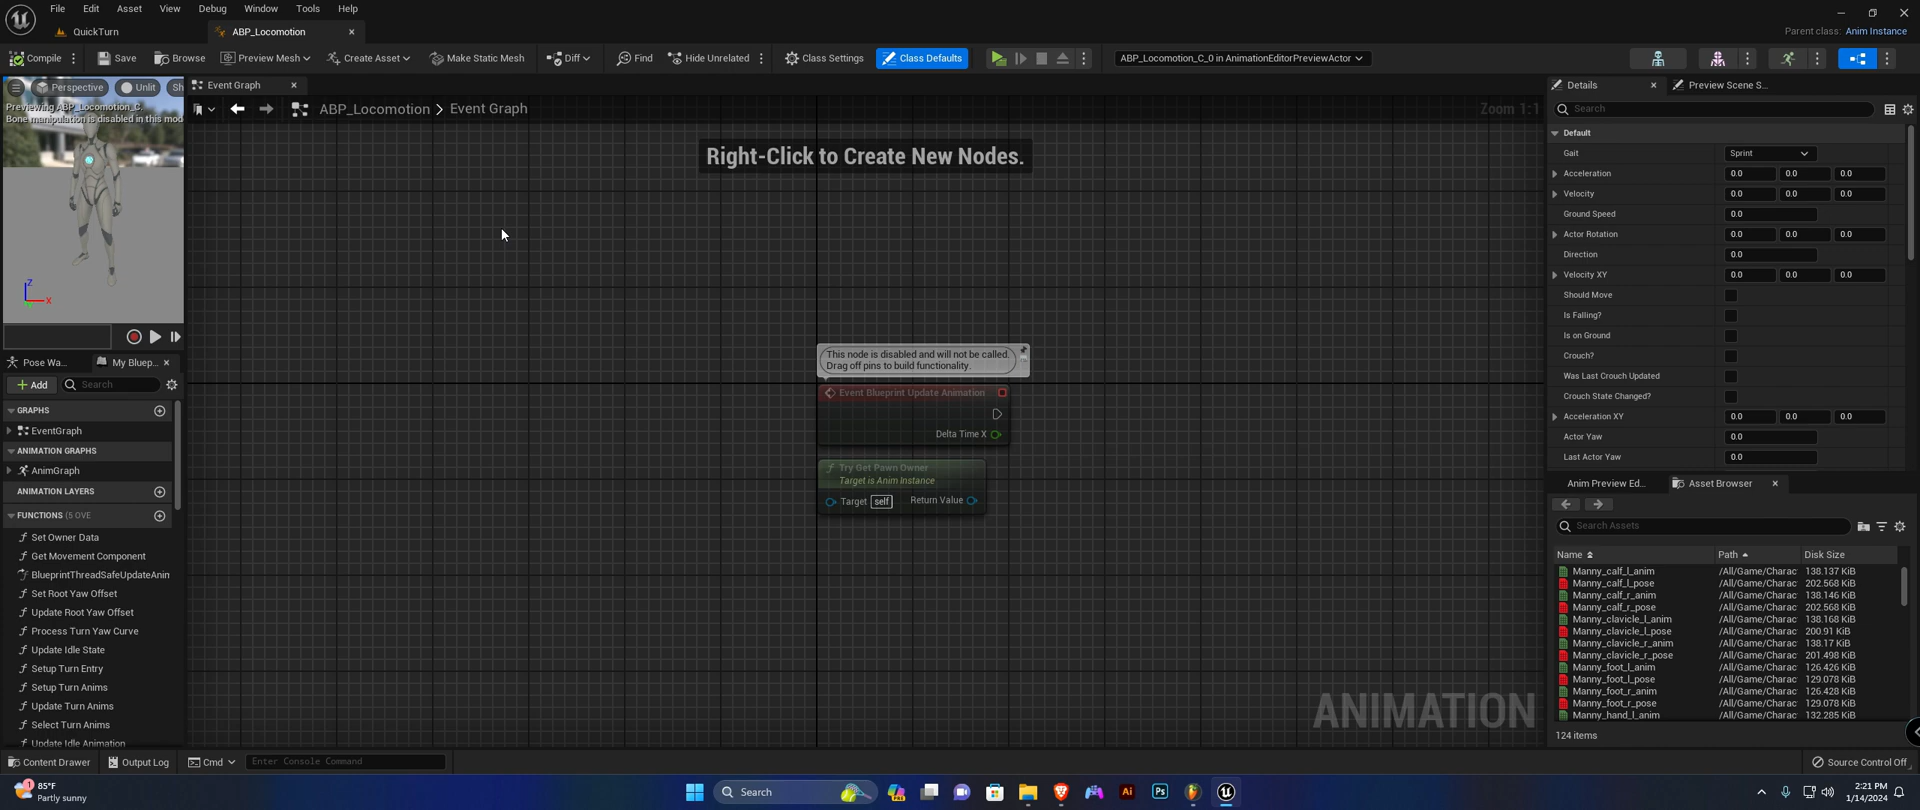 File Edit Asset View Debug Window Tools Help
QuickTurn
ABP_Locomotion
Parent class: Anim Instance
Compile Save Browse Preview Mesh Create Asset Make Static Mesh Diff Find Hide Unrelated Class Settings Class Defaults ABP_Locomotion_C_0 in AnimationEditorPreviewActor
Perspective Unlit Sh
Previewing ABP_Locomotion_C.
Bone manipulation is disabled in this mod
Z
X
Pose Wa... My Bluep...
Add Search
GRAPHS
EventGraph
ANIMATION GRAPHS
AnimGraph
ANIMATION LAYERS
FUNCTIONS (5 OVE
Set Owner Data
Get Movement Component
BlueprintThreadSafeUpdateAnin
Set Root Yaw Offset
Update Root Yaw Offset
Process Turn Yaw Curve
Update Idle State
Setup Turn Entry
Setup Turn Anims
Update Turn Anims
Select Turn Anims
Update Idle Animation
Event Graph
ABP_Locomotion > Event Graph
Zoom 1:1
Right-Click to Create New Nodes.
This node is disabled and will not be called.
Drag off pins to build functionality.
Event Blueprint Update Animation
Delta Time X
Try Get Pawn Owner
Target is Anim Instance
Target self Return Value
ANIMATION
Details Preview Scene S...
Search
Default
Gait Sprint
Acceleration 0.0 0.0 0.0
Velocity 0.0 0.0 0.0
Ground Speed 0.0
Actor Rotation 0.0 0.0 0.0
Direction 0.0
Velocity XY 0.0 0.0 0.0
Should Move
Is Falling?
Is on Ground
Crouch?
Was Last Crouch Updated
Crouch State Changed?
Acceleration XY 0.0 0.0 0.0
Actor Yaw 0.0
Last Actor Yaw 0.0
Anim Preview Ed... Asset Browser
Search Assets
Name Path Disk Size
Manny_calf_l_anim /All/Game/Charac 138.137 KiB
Manny_calf_l_pose /All/Game/Charac 202.568 KiB
Manny_calf_r_anim /All/Game/Charac 138.146 KiB
Manny_calf_r_pose /All/Game/Charac 202.568 KiB
Manny_clavicle_l_anim /All/Game/Charac 138.168 KiB
Manny_clavicle_l_pose /All/Game/Charac 200.91 KiB
Manny_clavicle_r_anim /All/Game/Charac 138.17 KiB
Manny_clavicle_r_pose /All/Game/Charac 201.498 KiB
Manny_foot_l_anim /All/Game/Charac 126.426 KiB
Manny_foot_l_pose /All/Game/Charac 129.078 KiB
Manny_foot_r_anim /All/Game/Charac 126.428 KiB
Manny_foot_r_pose /All/Game/Charac 129.078 KiB
Manny_hand_l_anim /All/Game/Charac 132.285 KiB
124 items
Content Drawer Output Log Cmd Enter Console Command Source Control Off
1
85°F
Partly sunny
Search
PRE
Ai
Ps
2:21 PM
1/14/2024